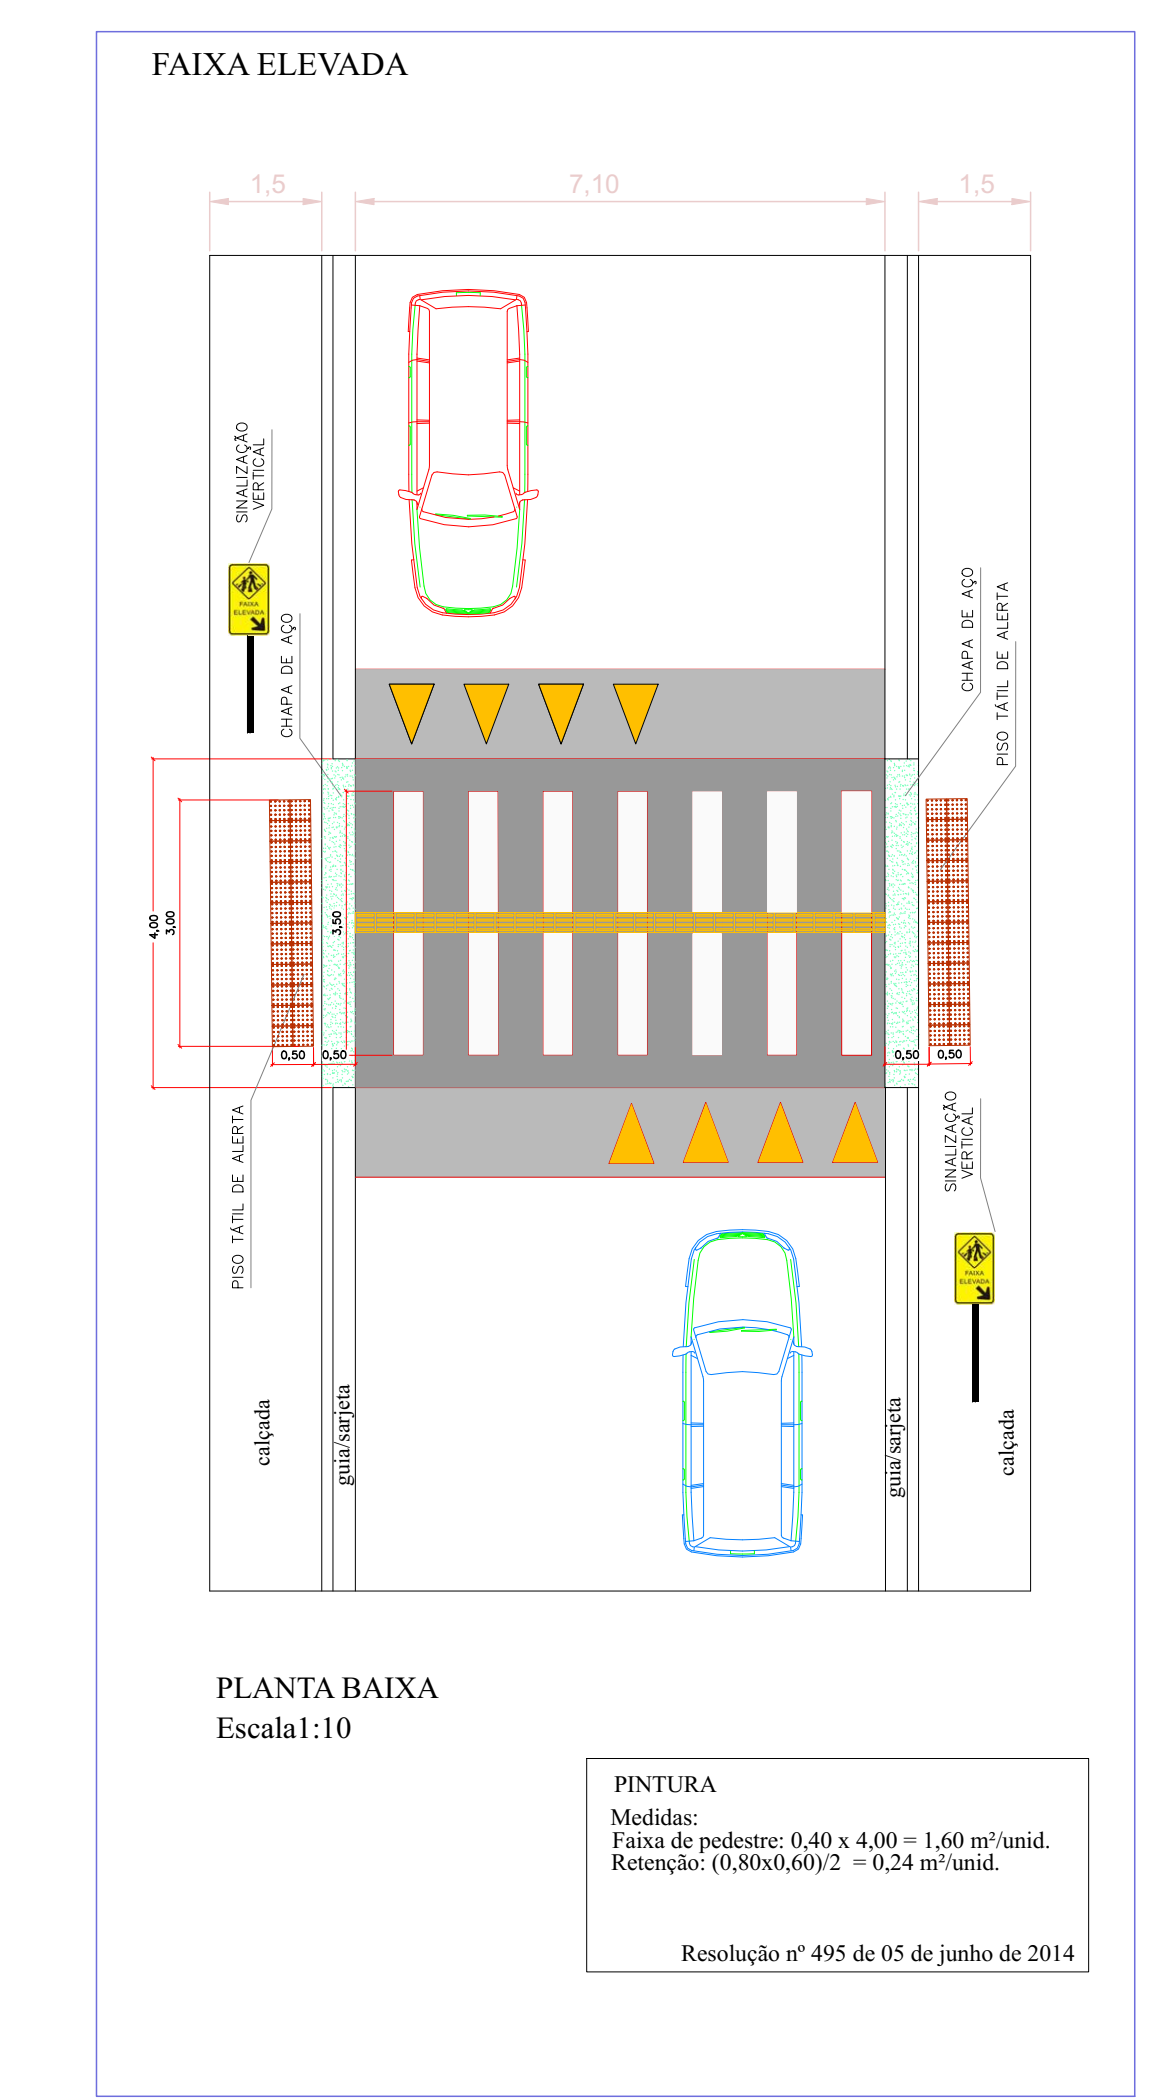 FAIXA ELEVADA
1,5
7,10
1,5
SINALIZAÇÃO
VERTICAL
FAIXA
ELEVADA
CHAPA DE AÇO
CHAPA DE AÇO
PISO TÁTIL DE ALERTA
4,00
3,00
3,50
0,50
0,50
0,50
0,50
PISO TÁTIL DE ALERTA
SINALIZAÇÃO
VERTICAL
FAIXA
ELEVADA
calçada
guia/sarjeta
guia/sarjeta
calçada
PLANTA BAIXA
Escala1:10
PINTURA
Medidas:
Faixa de pedestre: 0,40 x 4,00 = 1,60 m²/unid.
Retenção: (0,80x0,60)/2 = 0,24 m²/unid.
Resolução nº 495 de 05 de junho de 2014